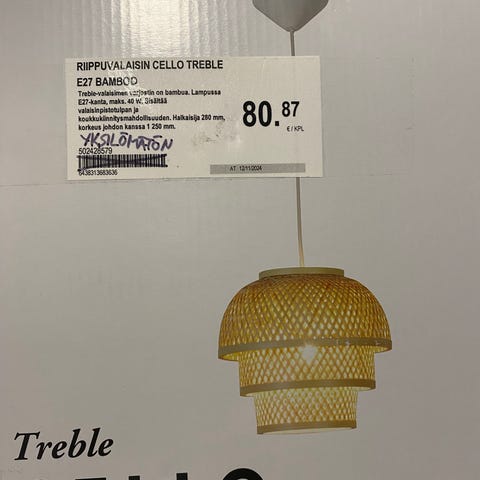 RIIPPUVALAISIN CELLO TREBLE
E27 BAMBOO
Treble-valaisimen varjostin on bambua. Lampussa
E27-kanta, maks. 40 W. Sisältää
valaisinpistotulpan ja
koukkukiinnitysmahdollisuuden. Halkaisija 280 mm,
korkeus johdon kanssa 1 250 mm.
YKSILÖMÄTÖN
502428579
6438313683636
80.87
€/KPL
AT 12/11/2024
Treble
CELLO